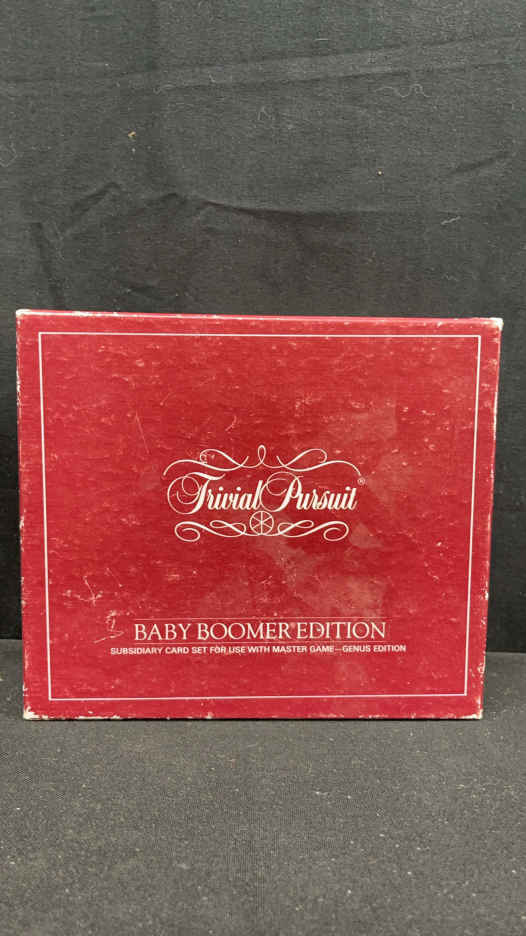 Trivial Pursuit®
BABY BOOMER EDITION
SUBSIDIARY CARD SET FOR USE WITH MASTER GAME—GENUS EDITION